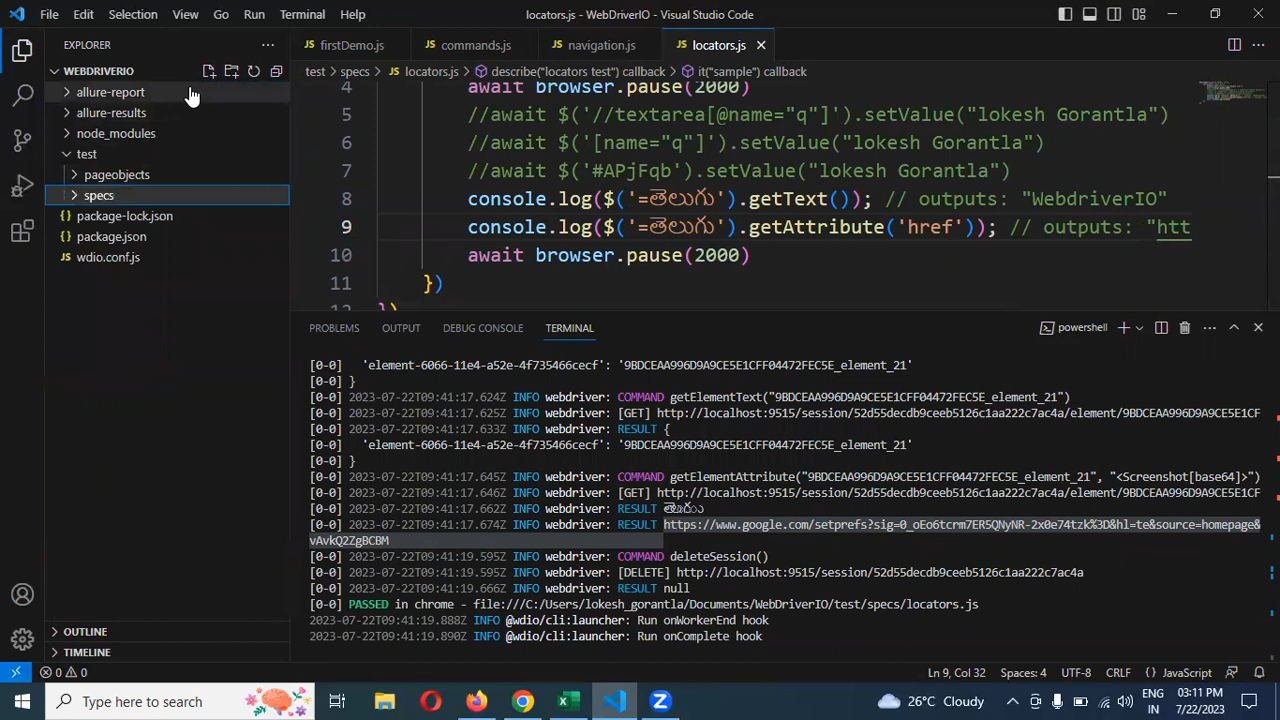 File Edit Selection View Go Run Terminal Help
locators.js - WebDriverIO - Visual Studio Code
EXPLORER
firstDemo.js commands.js navigation.js locators.js
WEBDRIVERIO
test > specs > locators.js > describe("locators test") callback > it("sample") callback
allure-report
allure-results
node_modules
test
pageobjects
specs
package-lock.json
package.json
wdio.conf.js
4 await browser.pause(2000)
5 //await $('//textarea[@name="q"]').setValue("lokesh Gorantla")
6 //await $('[name="q"]').setValue("lokesh Gorantla")
7 //await $('#APjFqb').setValue("lokesh Gorantla")
8 console.log($('=తెలుగు').getText()); // outputs: "WebdriverIO"
9 console.log($('=తెలుగు').getAttribute('href')); // outputs: "htt
10 await browser.pause(2000)
11 })
})
PROBLEMS OUTPUT DEBUG CONSOLE TERMINAL
powershell
[0-0] 'element-6066-11e4-a52e-4f735466cecf': '9BDCEAA996D9A9CE5E1CFF04472FEC5E_element_21'
[0-0] }
[0-0] 2023-07-22T09:41:17.624Z INFO webdriver: COMMAND getElementText("9BDCEAA996D9A9CE5E1CFF04472FEC5E_element_21")
[0-0] 2023-07-22T09:41:17.625Z INFO webdriver: [GET] http://localhost:9515/session/52d55decdb9ceeb5126c1aa222c7ac4a/element/9BDCEAA996D9A9CE5E1CF
[0-0] 2023-07-22T09:41:17.633Z INFO webdriver: RESULT {
[0-0] 'element-6066-11e4-a52e-4f735466cecf': '9BDCEAA996D9A9CE5E1CFF04472FEC5E_element_21'
[0-0] }
[0-0] 2023-07-22T09:41:17.645Z INFO webdriver: COMMAND getElementAttribute("9BDCEAA996D9A9CE5E1CFF04472FEC5E_element_21", "<Screenshot[base64]>")
[0-0] 2023-07-22T09:41:17.645Z INFO webdriver: [GET] http://localhost:9515/session/52d55decdb9ceeb5126c1aa222c7ac4a/element/9BDCEAA996D9A9CE5E1CF
[0-0] 2023-07-22T09:41:17.662Z INFO webdriver: RESULT తెలుగు
[0-0] 2023-07-22T09:41:17.674Z INFO webdriver: RESULT https://www.google.com/setprefs?sig=0_oEo6tcrm7ER5QNyNR-2x0e74tzk%3D&hl=te&source=homepage&
vAvkQ2ZgBCBM
[0-0] 2023-07-22T09:41:19.595Z INFO webdriver: COMMAND deleteSession()
[0-0] 2023-07-22T09:41:19.595Z INFO webdriver: [DELETE] http://localhost:9515/session/52d55decdb9ceeb5126c1aa222c7ac4a
[0-0] 2023-07-22T09:41:19.666Z INFO webdriver: RESULT null
[0-0] PASSED in chrome - file:///C:/Users/lokesh_gorantla/Documents/WebDriverIO/test/specs/locators.js
2023-07-22T09:41:19.888Z INFO @wdio/cli:launcher: Run onWorkerEnd hook
2023-07-22T09:41:19.890Z INFO @wdio/cli:launcher: Run onComplete hook
OUTLINE
TIMELINE
0 0
Ln 9, Col 32 Spaces: 4 UTF-8 CRLF {} JavaScript
Type here to search
26°C Cloudy
ENG
IN
03:11 PM
7/22/2023